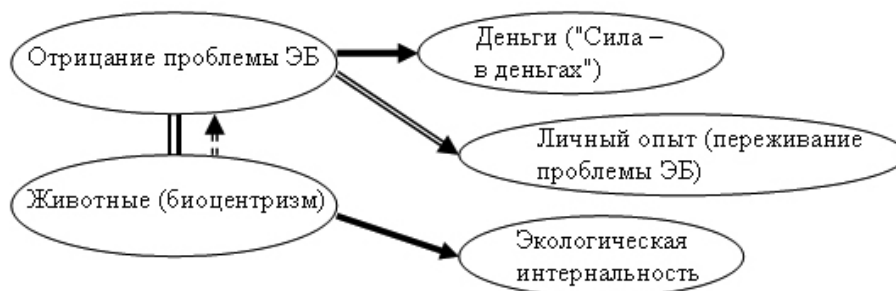 Отрицание проблемы ЭБ
Деньги ("Сила –
в деньгах")
Личный опыт (переживание
проблемы ЭБ)
Животные (биоцентризм)
Экологическая
интернальность